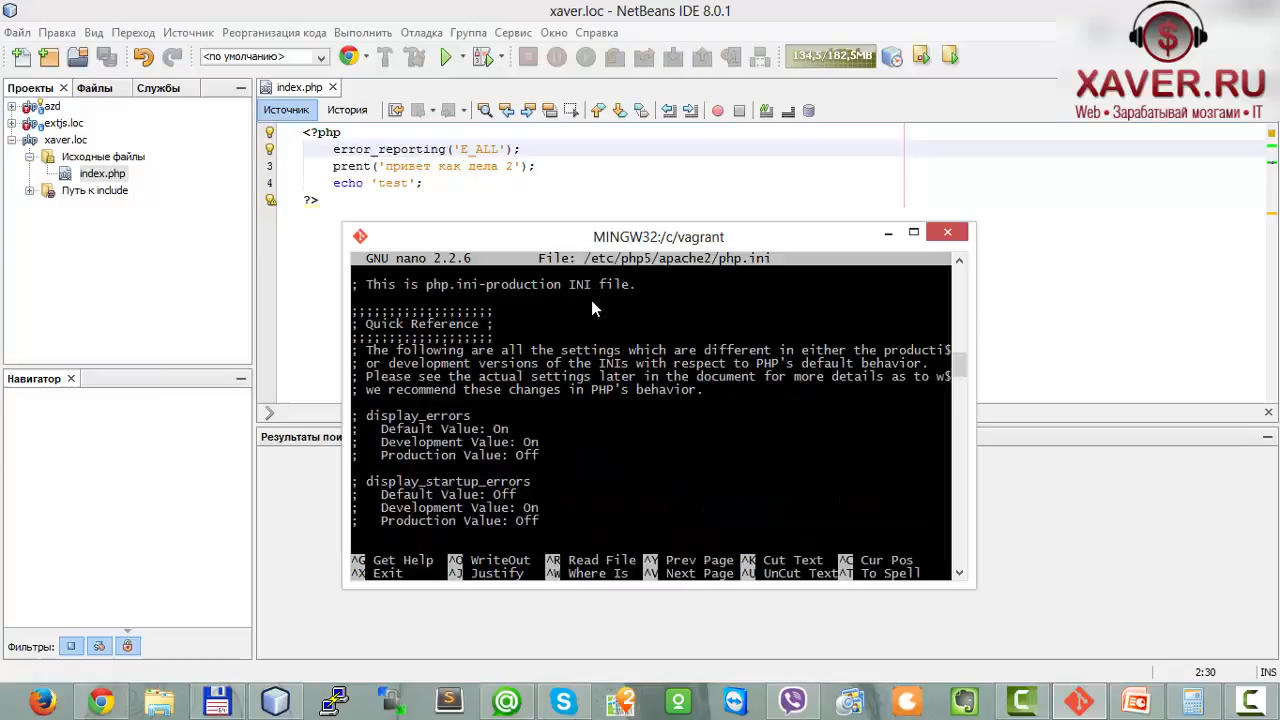 xaver.loc - NetBeans IDE 8.0.1
Файл Правка Вид Переход Источник Реорганизация кода Выполнить Отладка Группа Сервис Окно Справка
<по умолчанию>
134,5/182,5MB
XAVER.RU
Web • Зарабатывай мозгами • IT
Проекты Файлы Службы
index.php
Источник История
azd
extjs.loc
xaver.loc
Исходные файлы
index.php
Путь к include
<?php
error_reporting('E_ALL');
3 prent('привет как дела 2');
4 echo 'test';
?>
MINGW32:/c/vagrant
GNU nano 2.2.6 File: /etc/php5/apache2/php.ini
; This is php.ini-production INI file.
;;;;;;;;;;;;;;;;;;;
; Quick Reference ;
;;;;;;;;;;;;;;;;;;;
; The following are all the settings which are different in either the producti$
; or development versions of the INIs with respect to PHP's default behavior.
; Please see the actual settings later in the document for more details as to w$
; we recommend these changes in PHP's behavior.
; display_errors
; Default Value: On
; Development Value: On
; Production Value: Off
; display_startup_errors
; Default Value: Off
; Development Value: On
; Production Value: Off
^G Get Help ^O WriteOut ^R Read File ^Y Prev Page ^K Cut Text ^C Cur Pos
^X Exit ^J Justify ^W Where Is ^V Next Page ^U UnCut Text ^T To Spell
Навигатор
Результаты пои
Фильтры:
2:30 INS